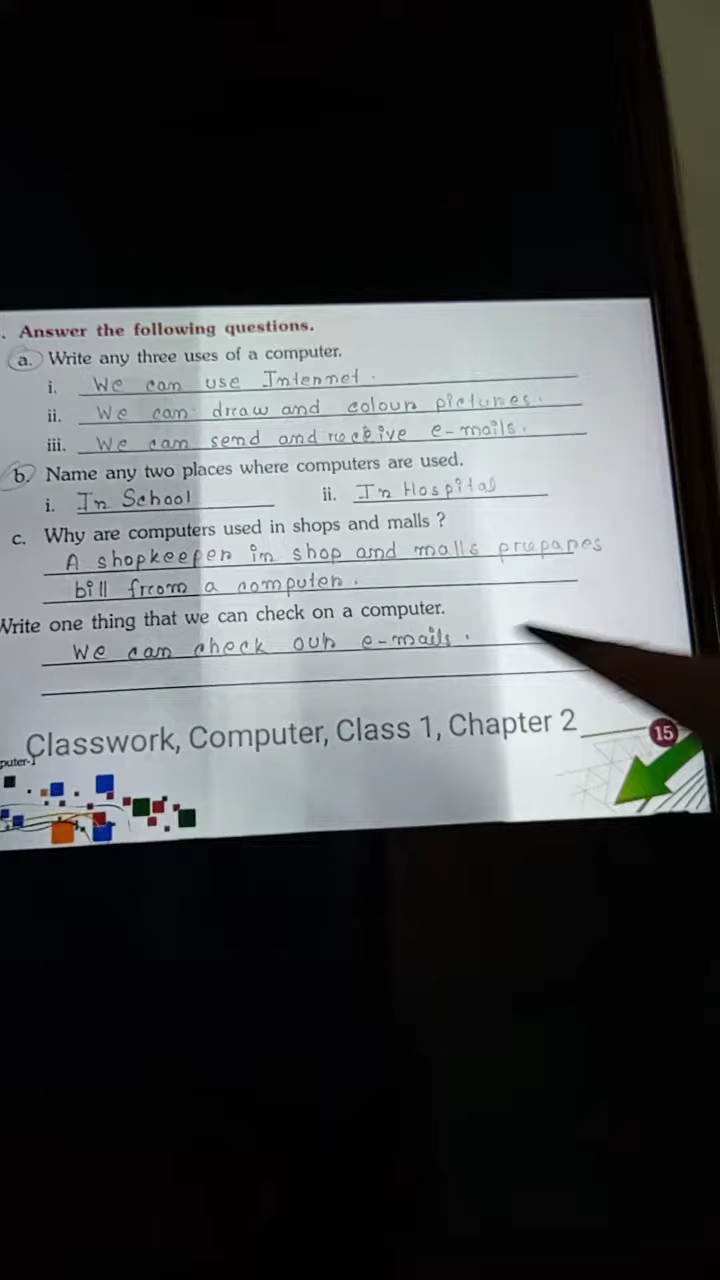 . Answer the following questions.
a. Write any three uses of a computer.
i. We can use Internet.
ii. We can draw and colour pictures.
iii. We can send and receive e-mails.
b. Name any two places where computers are used.
i. In School ii. In Hospital
c. Why are computers used in shops and malls ?
A shopkeeper in shop and malls prepares
bill from a computer.
Write one thing that we can check on a computer.
We can check our e-mails.
Classwork, Computer, Class 1, Chapter 2
15
puter-1